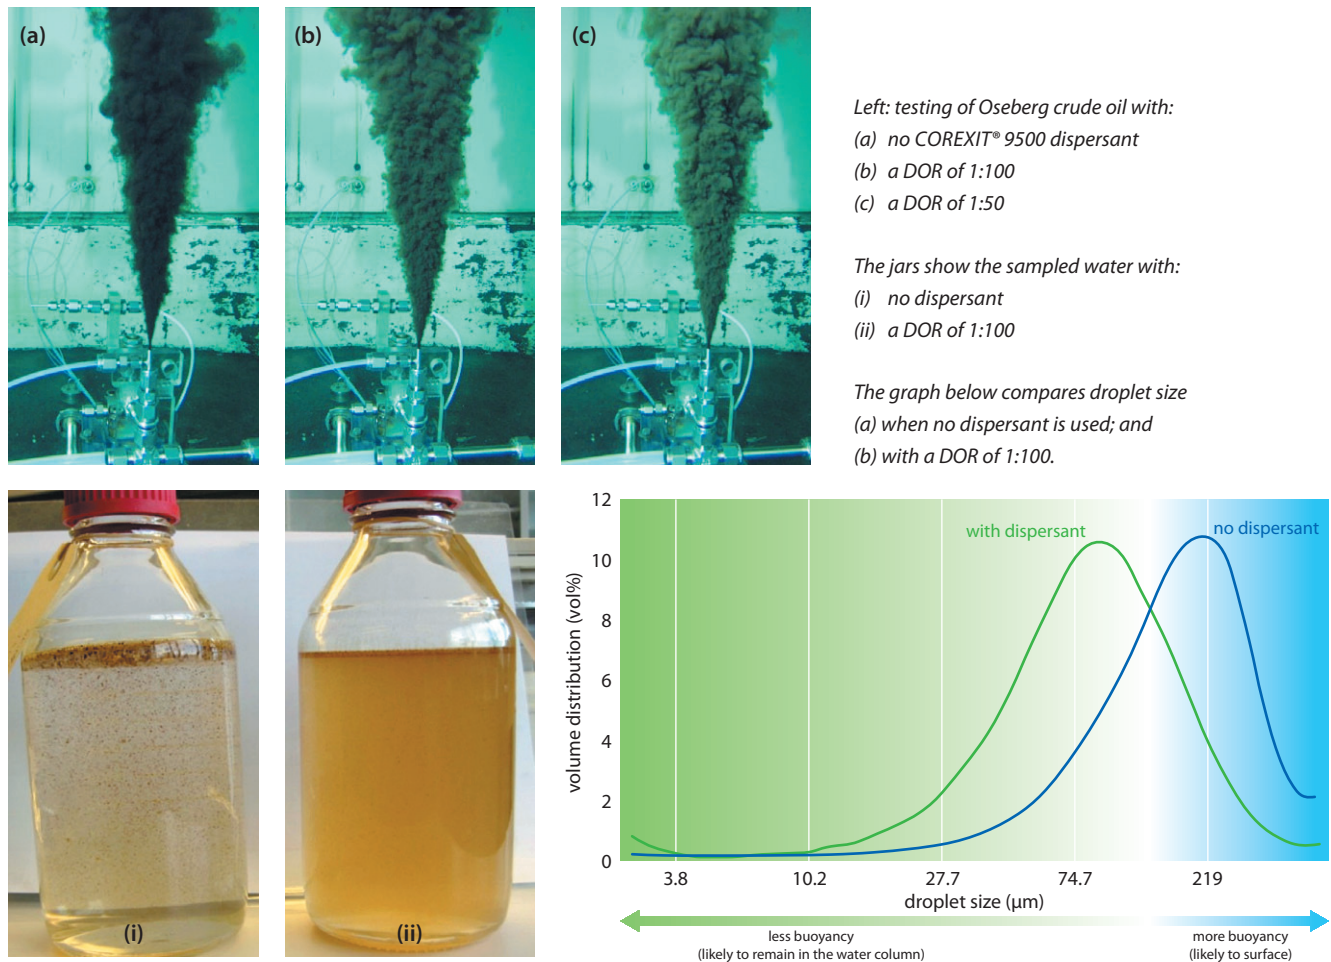 (a)
(b)
(c)
Left: testing of Oseberg crude oil with:
(a) no COREXIT® 9500 dispersant
(b) a DOR of 1:100
(c) a DOR of 1:50
The jars show the sampled water with:
(i) no dispersant
(ii) a DOR of 1:100
The graph below compares droplet size
(a) when no dispersant is used; and
(b) with a DOR of 1:100.
(i)
(ii)
12
10
8
6
4
2
0
volume distribution (vol%)
with dispersant
no dispersant
3.8
10.2
27.7
74.7
219
droplet size (µm)
less buoyancy
(likely to remain in the water column)
more buoyancy
(likely to surface)